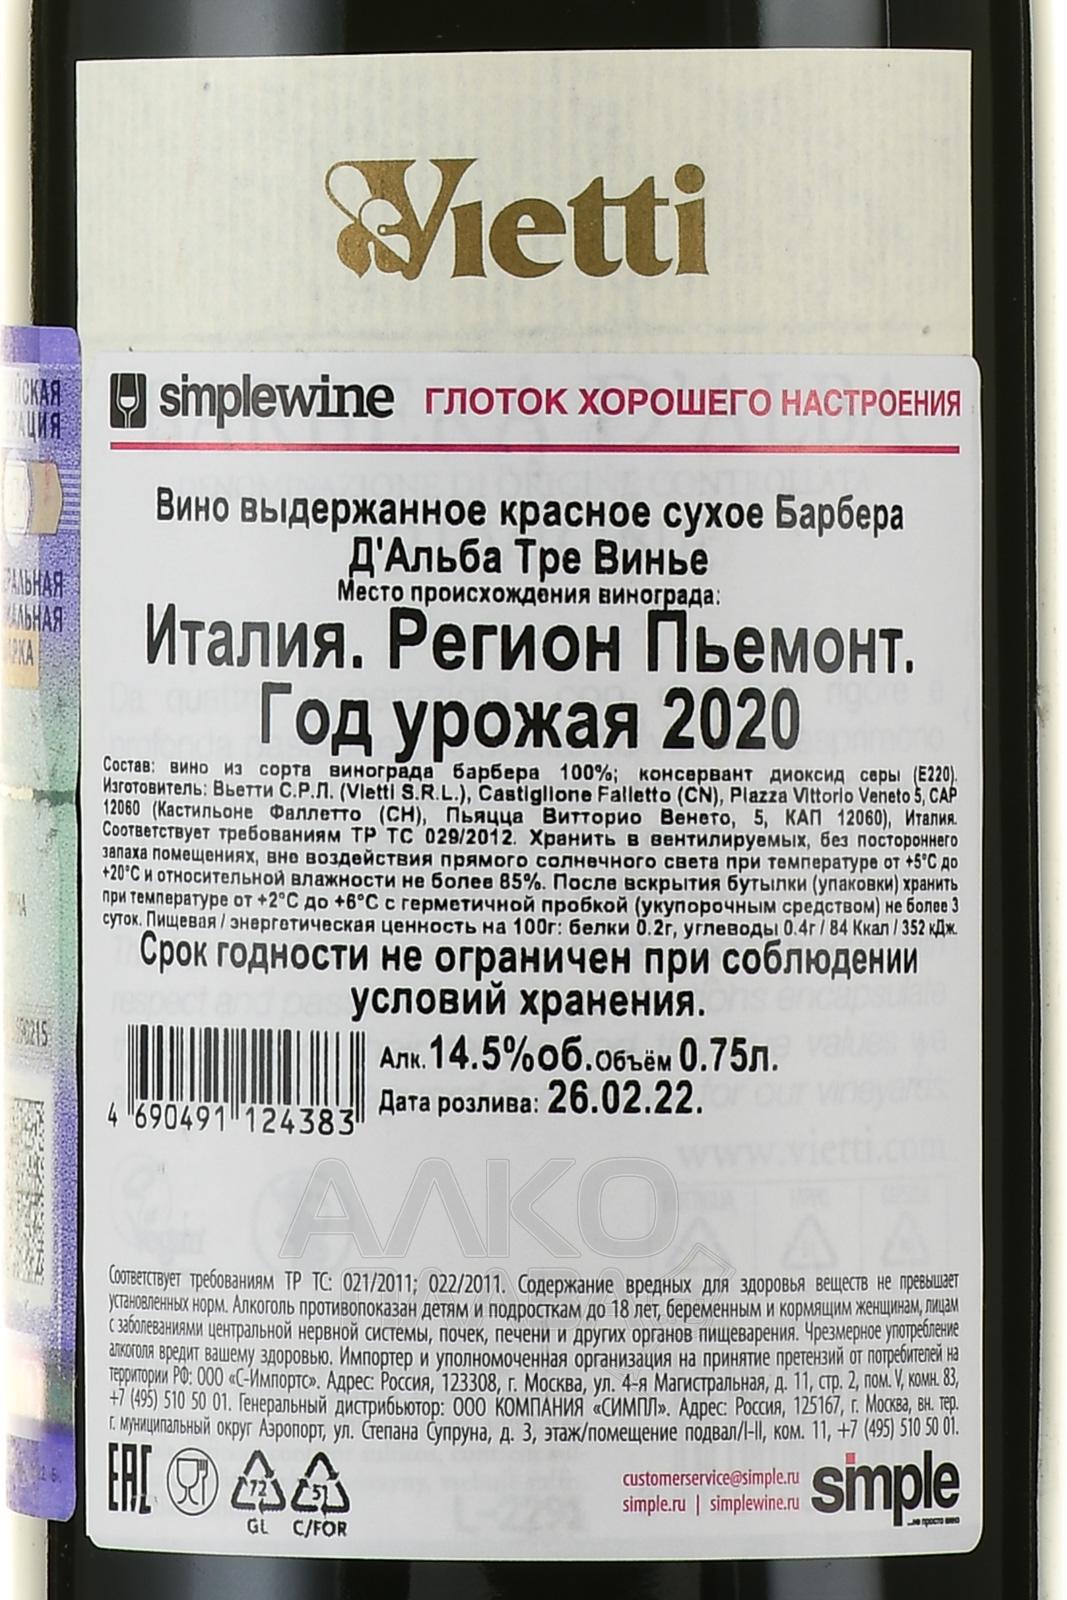 Vietti
simplewine ГЛОТОК ХОРОШЕГО НАСТРОЕНИЯ
Вино выдержанное красное сухое Барбера
Д'Альба Тре Винье
Место происхождения винограда:
Италия. Регион Пьемонт.
Год урожая 2020
Состав: вино из сорта винограда барбера 100%; консервант диоксид серы (E220).
Изготовитель: Вьетти С.Р.Л. (Vietti S.R.L.), Castiglione Falletto (CN), Piazza Vittorio Veneto 5, CAP
12060 (Кастильоне Фаллетто (CH), Пьяцца Витторио Венето, 5, КАП 12060), Италия.
Соответствует требованиям ТР ТС 029/2012. Хранить в вентилируемых, без постороннего
запаха помещениях, вне воздействия прямого солнечного света при температуре от +5°C до
+20°C и относительной влажности не более 85%. После вскрытия бутылки (упаковки) хранить
при температуре от +2°C до +6°C с герметичной пробкой (укупорочным средством) не более 3
суток. Пищевая / энергетическая ценность на 100г: белки 0.2г, углеводы 0.4г / 84 Ккал / 352 кДж.
Срок годности не ограничен при соблюдении
условий хранения.
Алк. 14.5%об. Объём 0.75л.
Дата розлива: 26.02.22.
4 690491 124383
www.vietti.com
АЛКО
Соответствует требованиям ТР ТС: 021/2011; 022/2011. Содержание вредных для здоровья веществ не превышает
установленных норм. Алкоголь противопоказан детям и подросткам до 18 лет, беременным и кормящим женщинам, лицам
с заболеваниями центральной нервной системы, почек, печени и других органов пищеварения. Чрезмерное употребление
алкоголя вредит вашему здоровью. Импортер и уполномоченная организация на принятие претензий от потребителей на
территории РФ: ООО «С-Импортс». Адрес: Россия, 123308, г. Москва, ул. 4-я Магистральная, д. 11, стр. 2, пом. V, комн. 83,
+7 (495) 510 50 01. Генеральный дистрибьютор: ООО КОМПАНИЯ «СИМПЛ». Адрес: Россия, 125167, г. Москва, вн. тер.
г. муниципальный округ Аэропорт, ул. Степана Супруна, д. 3, этаж/помещение подвал/I-II, ком. 11, +7 (495) 510 50 01.
EAC
72
GL
51
C/FOR
customerservice@simple.ru
simple.ru | simplewine.ru
simple
...не просто вино